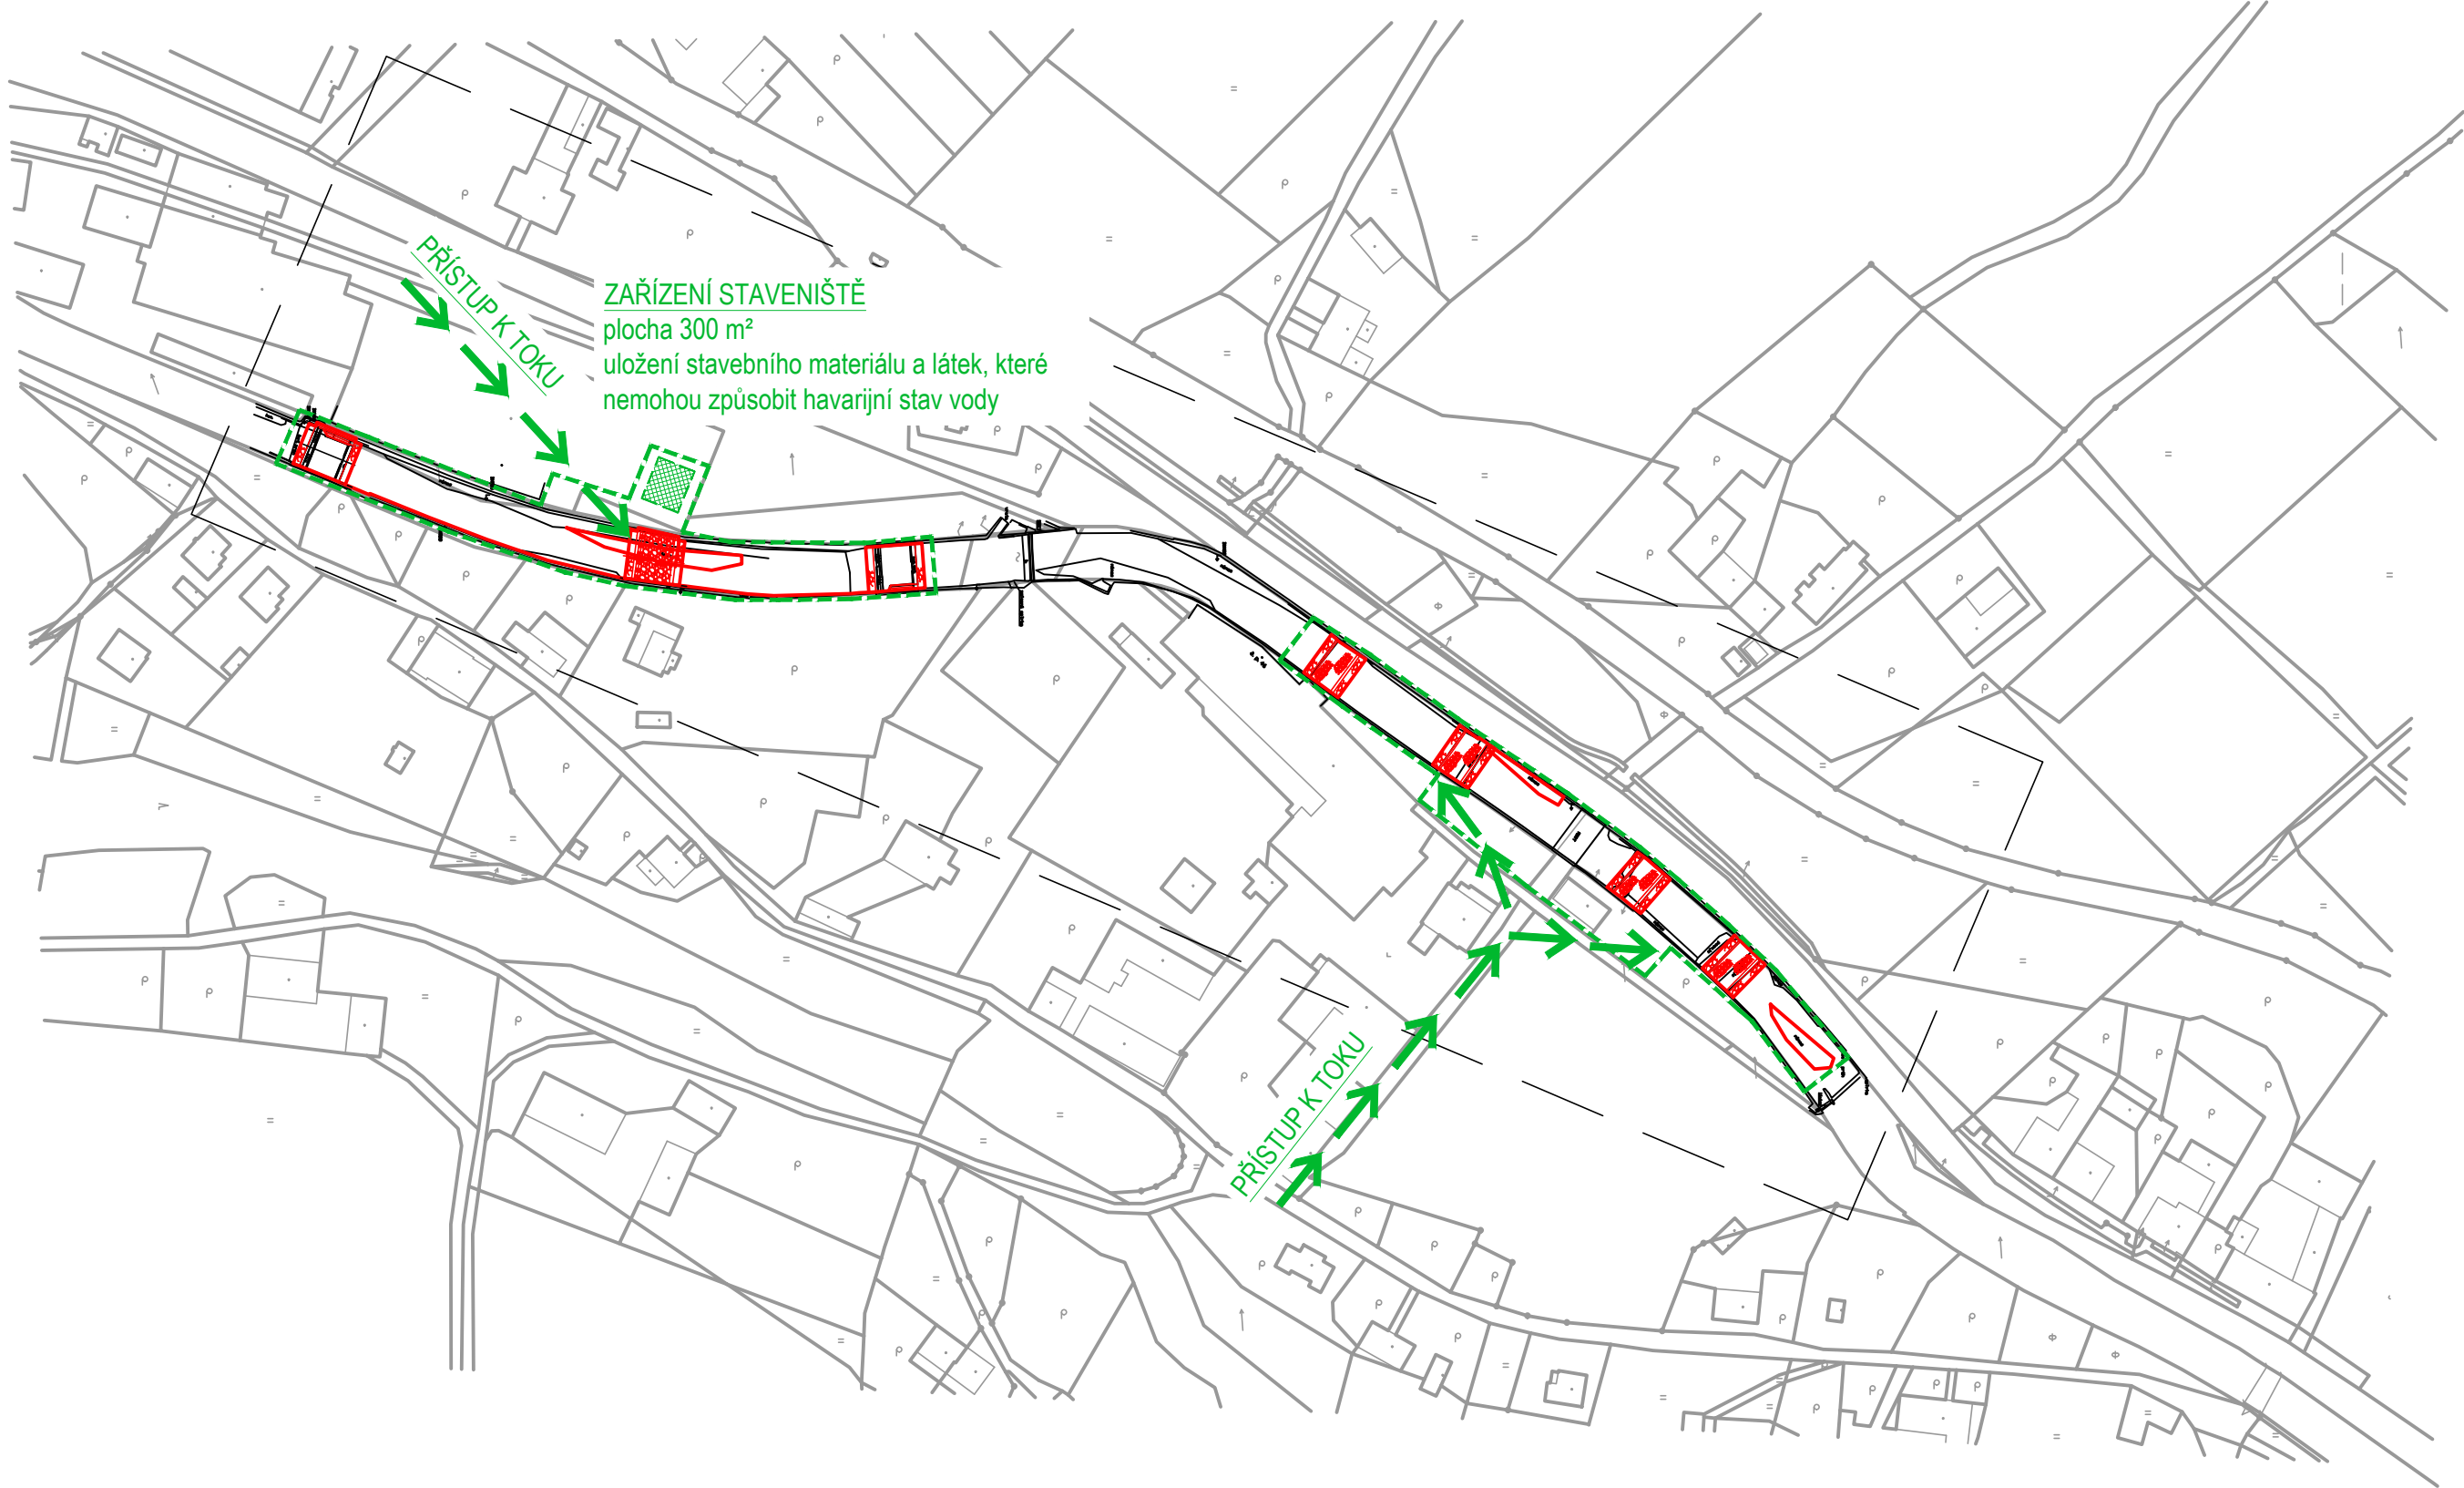 PŘÍSTUP K TOKU
ZAŘÍZENÍ STAVENIŠTĚ
plocha 300 m²
uložení stavebního materiálu a látek, které
nemohou způsobit havarijní stav vody
PŘÍSTUP K TOKU